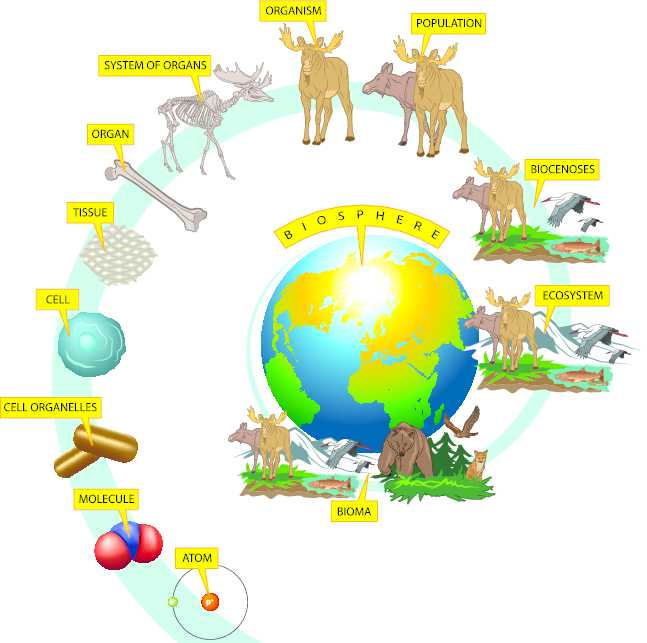 ORGANISM
POPULATION
SYSTEM OF ORGANS
ORGAN
BIOCENOSES
TISSUE
BIOSPHERE
CELL
ECOSYSTEM
CELL ORGANELLES
MOLECULE
BIOMA
ATOM